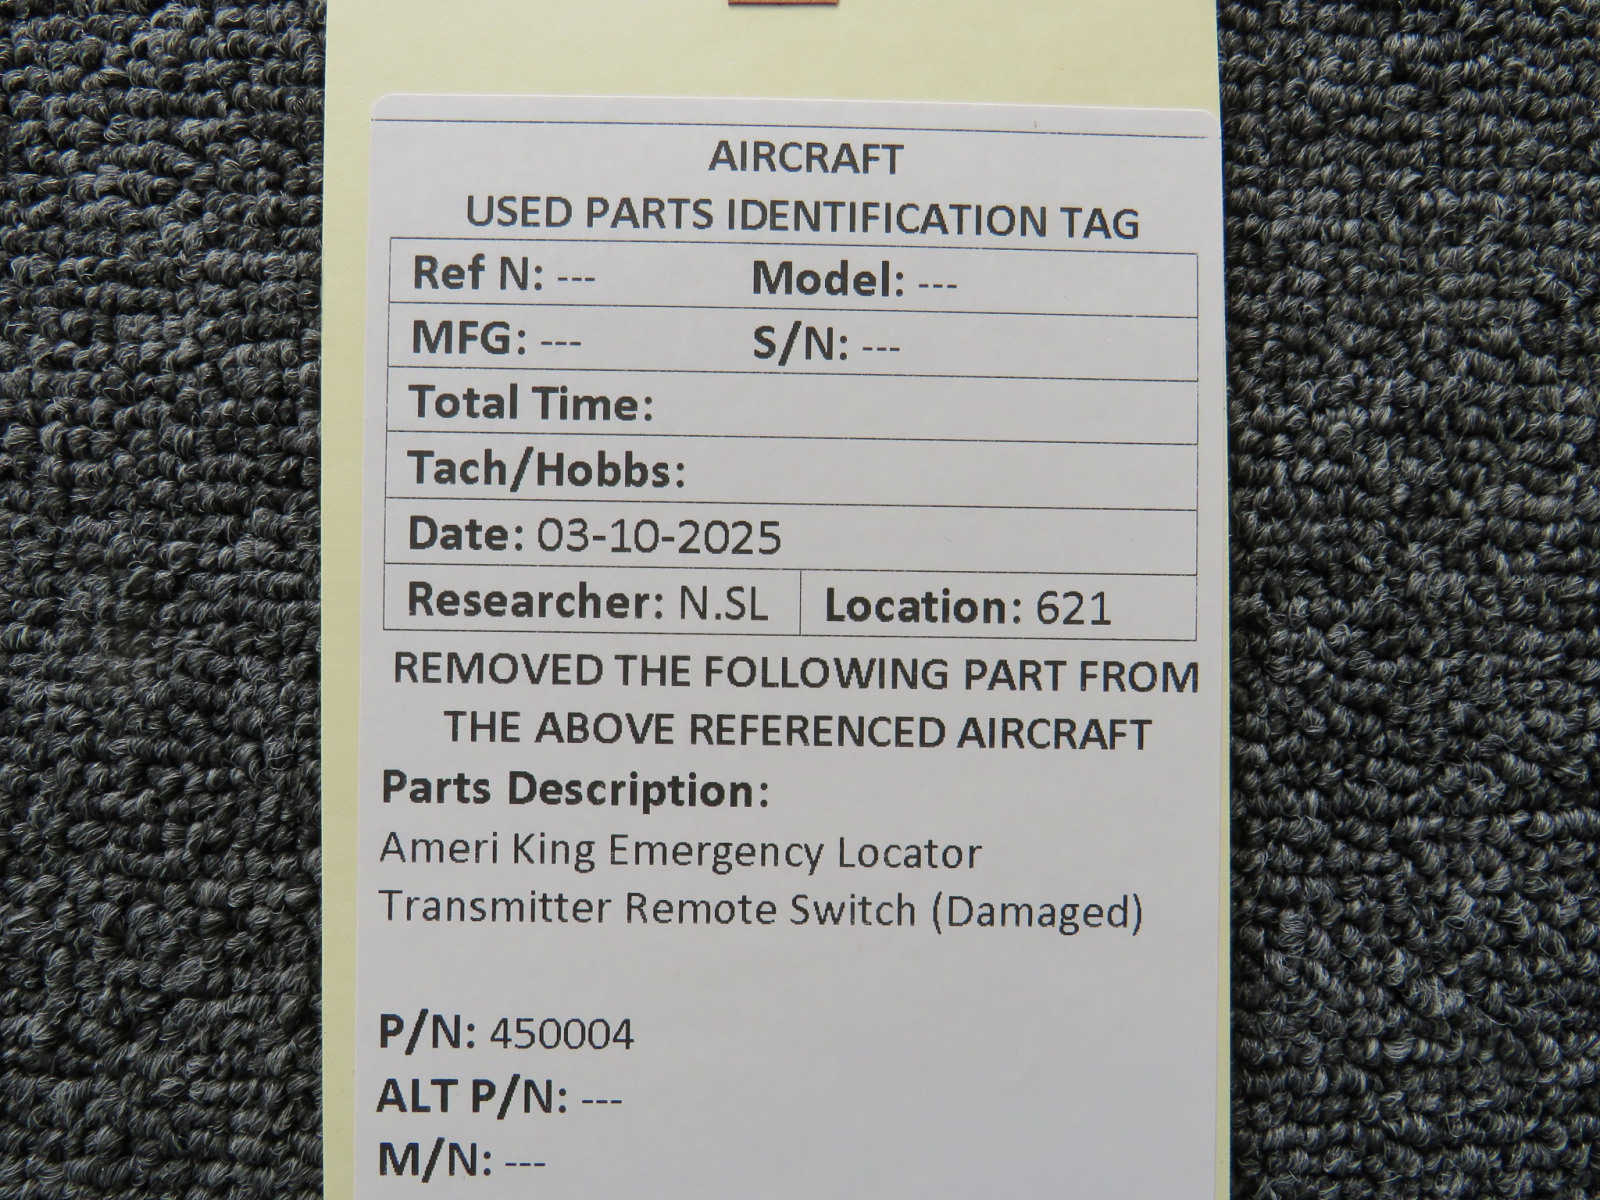 AIRCRAFT
USED PARTS IDENTIFICATION TAG
Ref N: --- Model: ---
MFG: --- S/N: ---
Total Time:
Tach/Hobbs:
Date: 03-10-2025
Researcher: N.SL Location: 621
REMOVED THE FOLLOWING PART FROM
THE ABOVE REFERENCED AIRCRAFT
Parts Description:
Ameri King Emergency Locator
Transmitter Remote Switch (Damaged)
P/N: 450004
ALT P/N: ---
M/N: ---